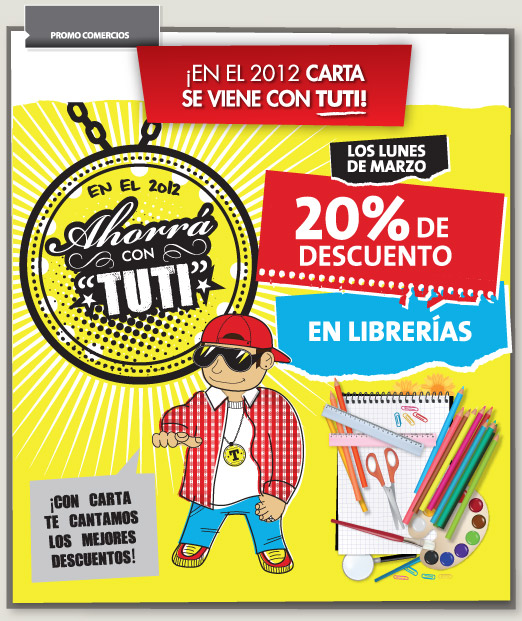 PROMO COMERCIOS
¡EN EL 2012 CARTA
SE VIENE CON TUTI!
LOS LUNES
DE MARZO
20% DE
DESCUENTO
EN LIBRERÍAS
EN EL 2012
Ahorrá
CON
"TUTI"
T
¡CON CARTA
TE CANTAMOS
LOS MEJORES
DESCUENTOS!